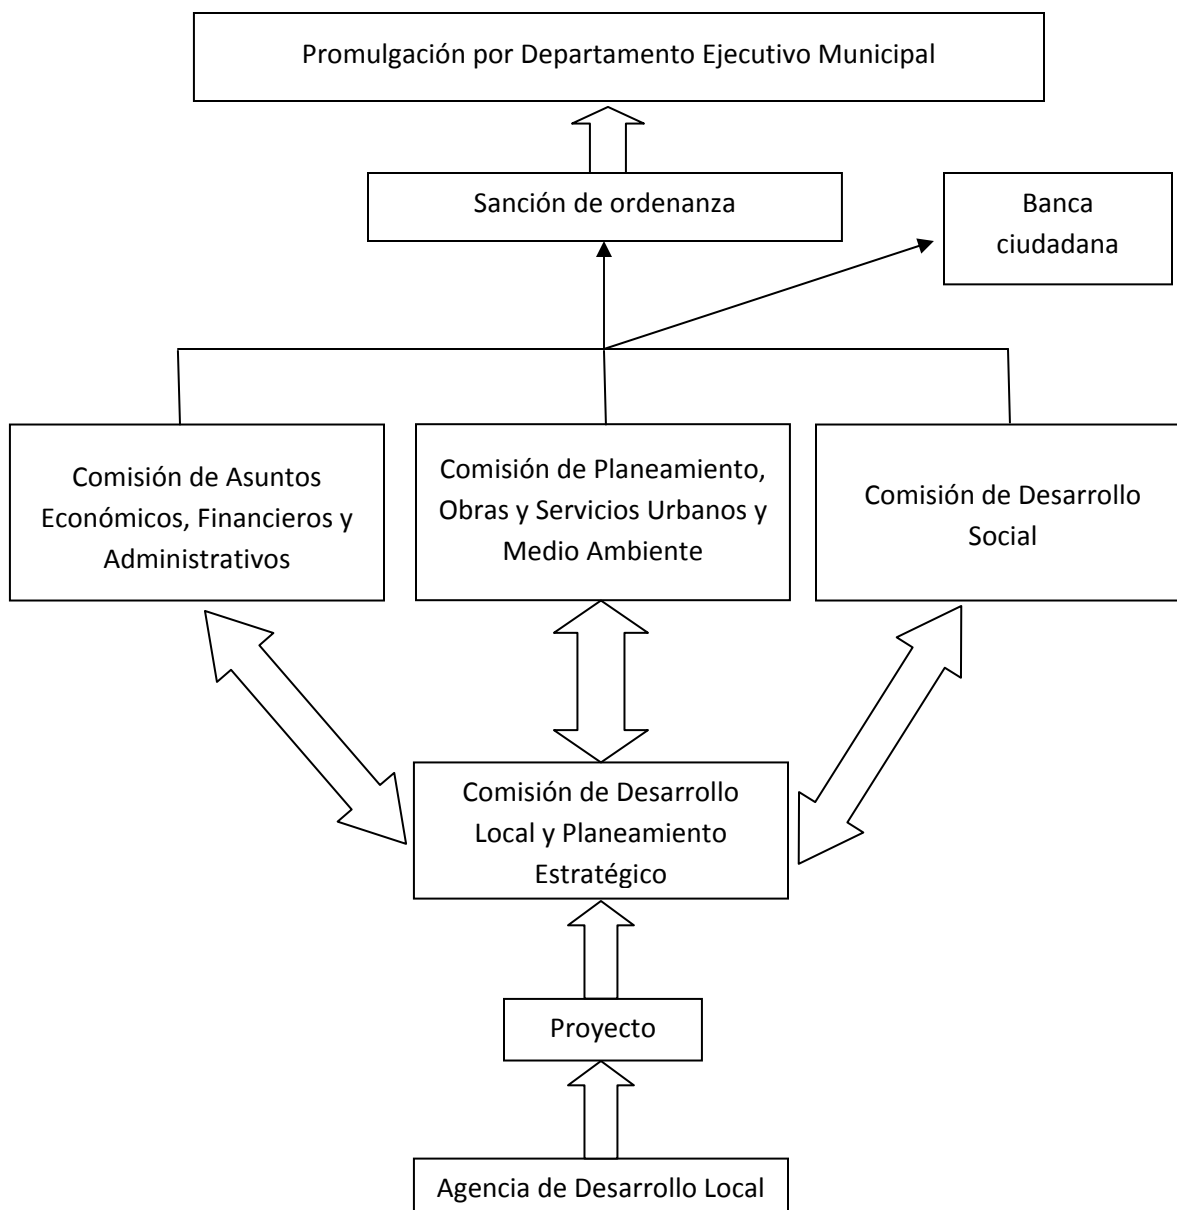 Promulgación por Departamento Ejecutivo Municipal
Sanción de ordenanza
Banca
ciudadana
Comisión de Asuntos
Económicos, Financieros y
Administrativos
Comisión de Planeamiento,
Obras y Servicios Urbanos y
Medio Ambiente
Comisión de Desarrollo
Social
Comisión de Desarrollo
Local y Planeamiento
Estratégico
Proyecto
Agencia de Desarrollo Local